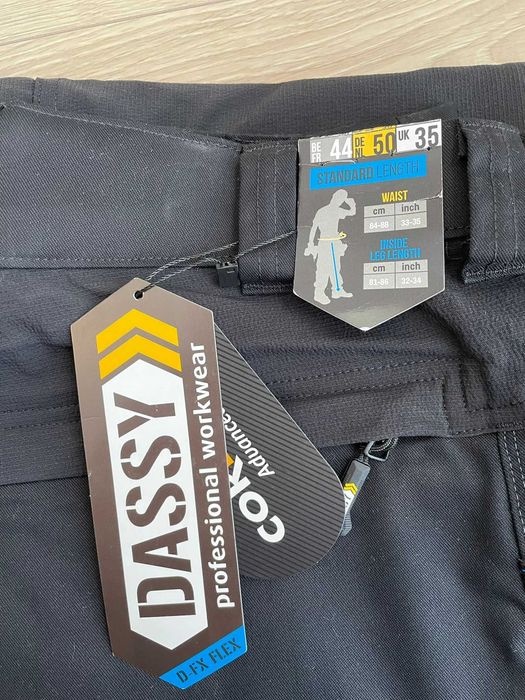 BE FR 44 DE NL 50 UK 35
STANDARD LENGTH
WAIST
cm inch
84-88 33-35
INSIDE
LEG LENGTH
cm inch
81-86 32-34
DASSY
professional workwear
D-FX FLEX
Advance